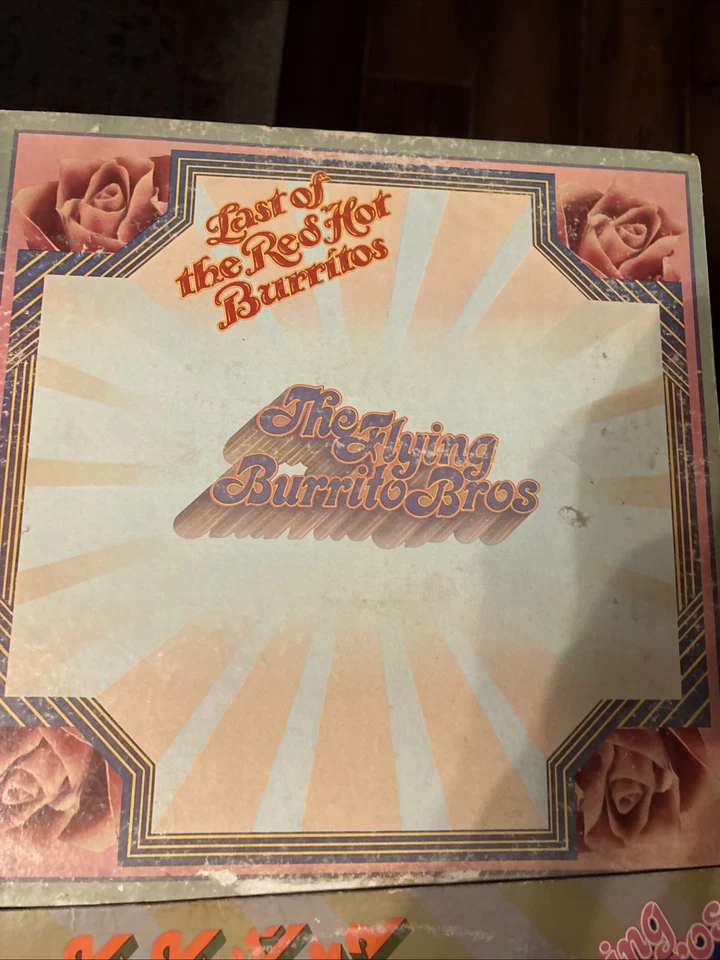 Last of
the Red Hot
Burritos
The Flying
Burrito Bros